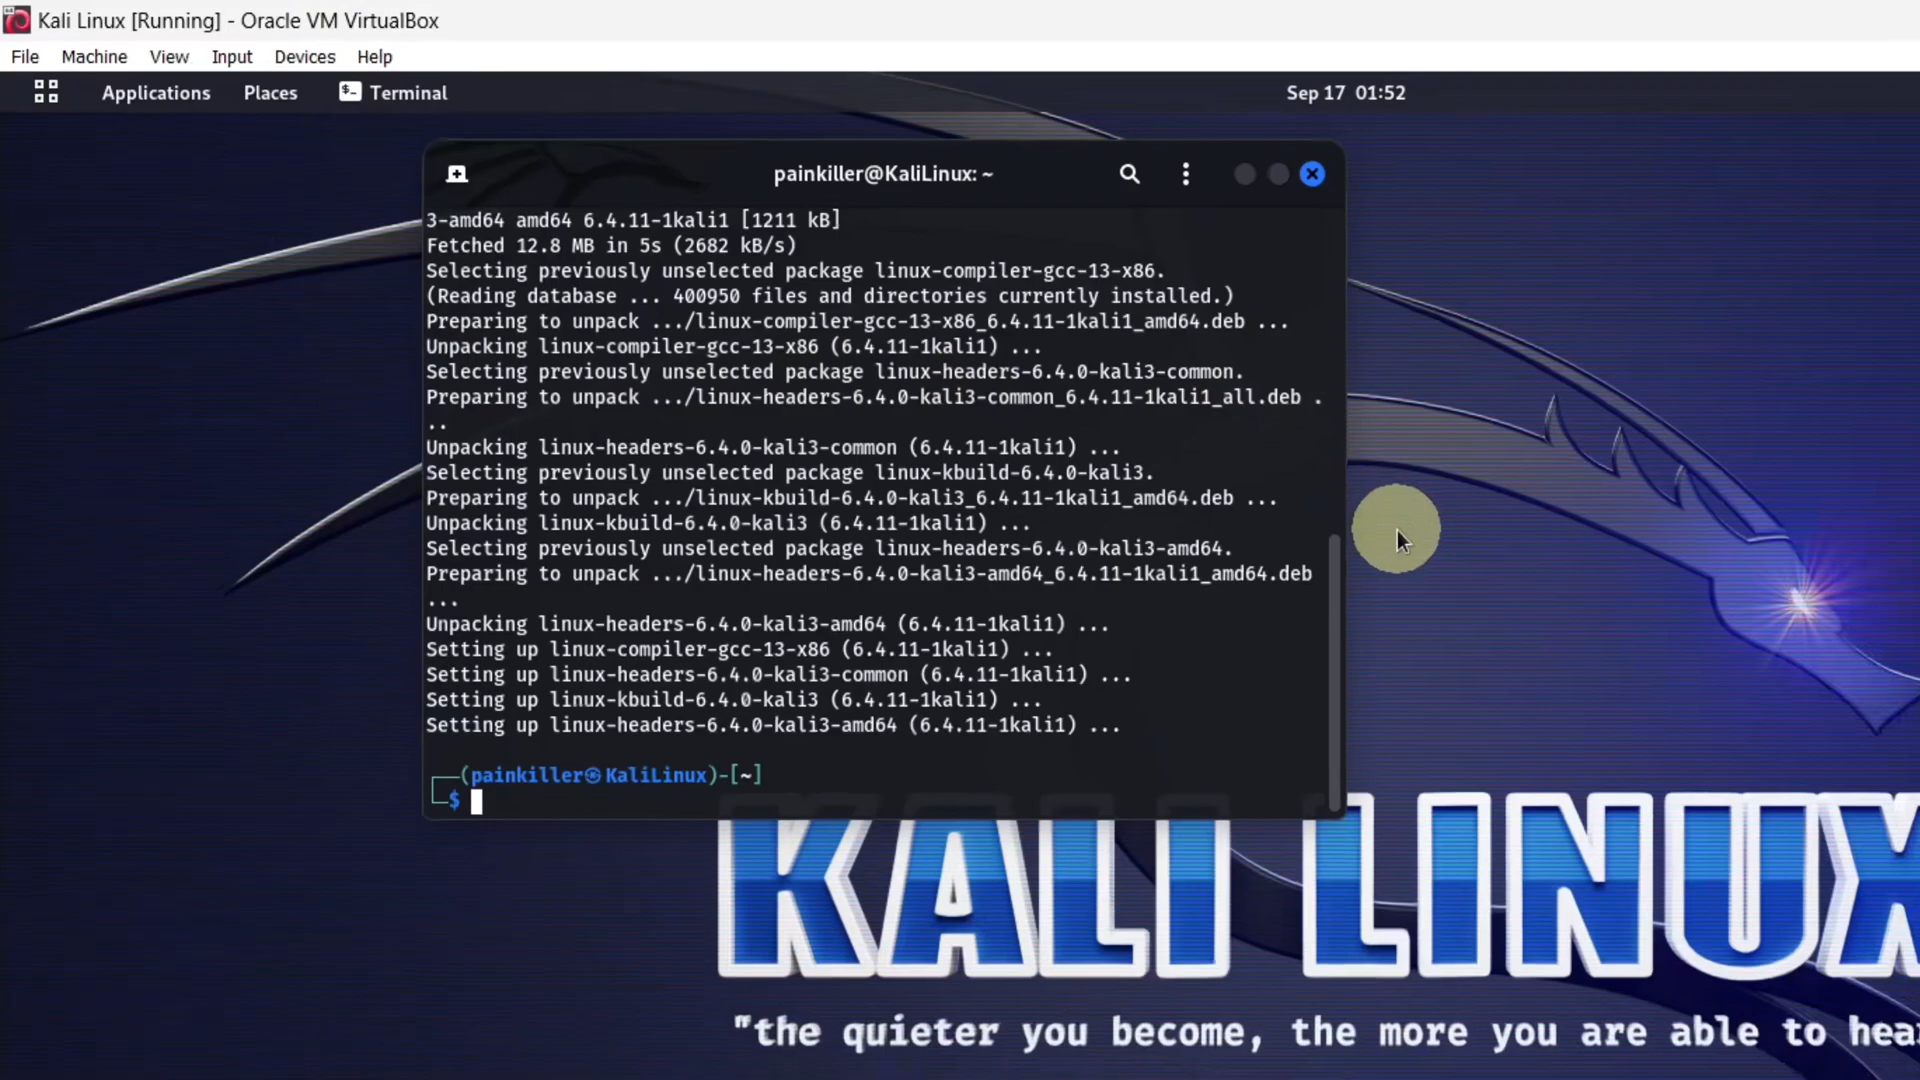 Kali Linux [Running] - Oracle VM VirtualBox
File Machine View Input Devices Help
Applications Places Terminal Sep 17 01:52
painkiller@KaliLinux: ~
3-amd64 amd64 6.4.11-1kali1 [1211 kB]
Fetched 12.8 MB in 5s (2682 kB/s)
Selecting previously unselected package linux-compiler-gcc-13-x86.
(Reading database ... 400950 files and directories currently installed.)
Preparing to unpack .../linux-compiler-gcc-13-x86_6.4.11-1kali1_amd64.deb ...
Unpacking linux-compiler-gcc-13-x86 (6.4.11-1kali1) ...
Selecting previously unselected package linux-headers-6.4.0-kali3-common.
Preparing to unpack .../linux-headers-6.4.0-kali3-common_6.4.11-1kali1_all.deb .
..
Unpacking linux-headers-6.4.0-kali3-common (6.4.11-1kali1) ...
Selecting previously unselected package linux-kbuild-6.4.0-kali3.
Preparing to unpack .../linux-kbuild-6.4.0-kali3_6.4.11-1kali1_amd64.deb ...
Unpacking linux-kbuild-6.4.0-kali3 (6.4.11-1kali1) ...
Selecting previously unselected package linux-headers-6.4.0-kali3-amd64.
Preparing to unpack .../linux-headers-6.4.0-kali3-amd64_6.4.11-1kali1_amd64.deb
...
Unpacking linux-headers-6.4.0-kali3-amd64 (6.4.11-1kali1) ...
Setting up linux-compiler-gcc-13-x86 (6.4.11-1kali1) ...
Setting up linux-headers-6.4.0-kali3-common (6.4.11-1kali1) ...
Setting up linux-kbuild-6.4.0-kali3 (6.4.11-1kali1) ...
Setting up linux-headers-6.4.0-kali3-amd64 (6.4.11-1kali1) ...
┌──(painkiller㉿KaliLinux)-[~]
└─$
KALI LINUX
"the quieter you become, the more you are able to